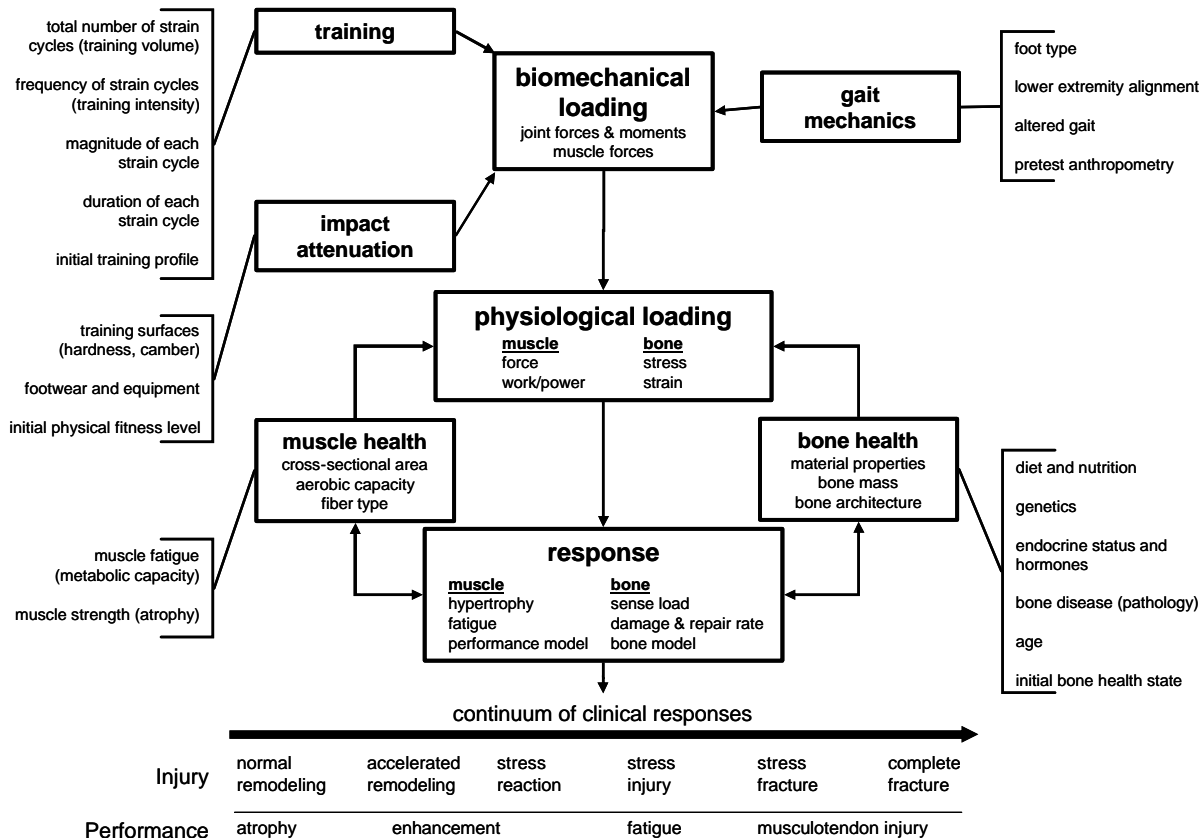 total number of strain
cycles (training volume)
frequency of strain cycles
(training intensity)
magnitude of each
strain cycle
duration of each
strain cycle
initial training profile
training
biomechanical
loading
joint forces & moments
muscle forces
gait
mechanics
foot type
lower extremity alignment
altered gait
pretest anthropometry
impact
attenuation
training surfaces
(hardness, camber)
footwear and equipment
initial physical fitness level
physiological loading
muscle bone
force stress
work/power strain
muscle health
cross-sectional area
aerobic capacity
fiber type
bone health
material properties
bone mass
bone architecture
muscle fatigue
(metabolic capacity)
muscle strength (atrophy)
response
muscle bone
hypertrophy sense load
fatigue damage & repair rate
performance model bone model
diet and nutrition
genetics
endocrine status and
hormones
bone disease (pathology)
age
initial bone health state
continuum of clinical responses
Injury
normal accelerated stress stress stress complete
remodeling remodeling reaction injury fracture fracture
Performance atrophy enhancement fatigue musculotendon injury